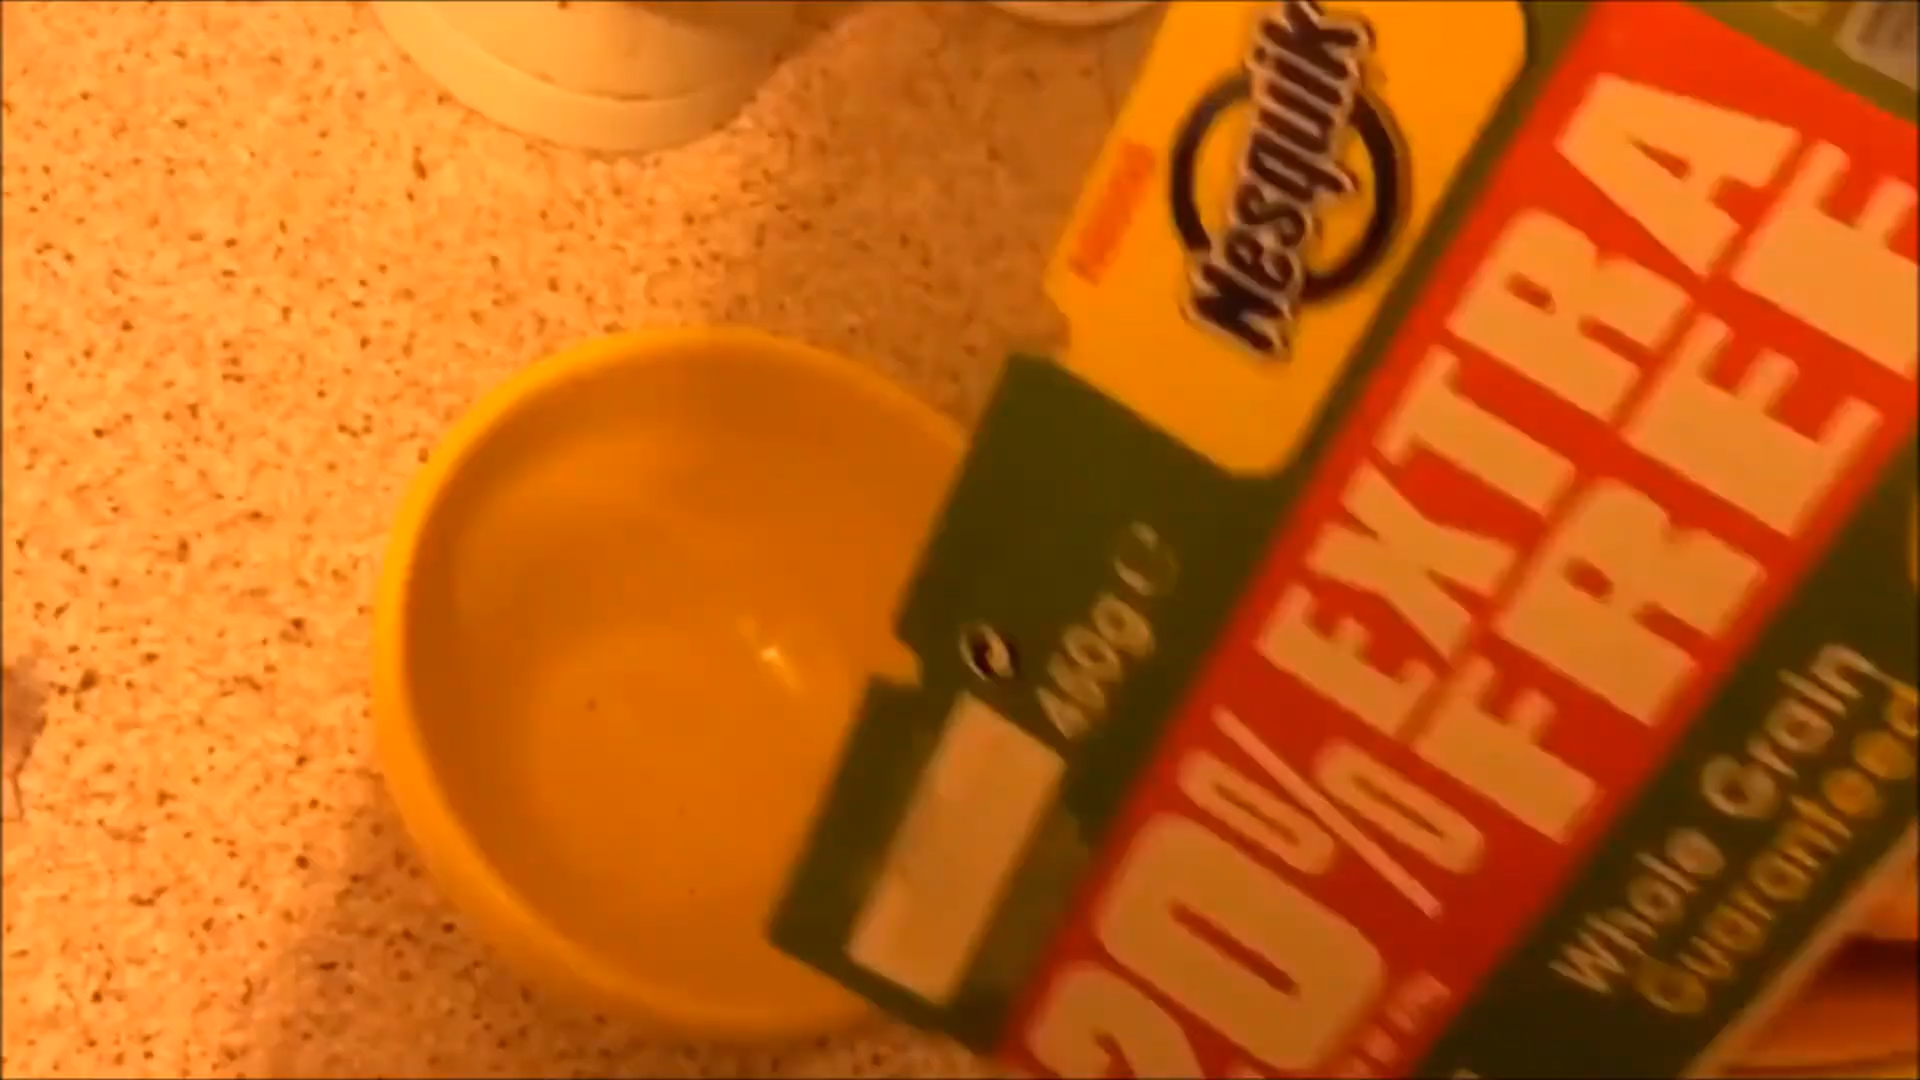 Nesquik
460g e
20% EXTRA
FREE
Whole Grain
Guaranteed